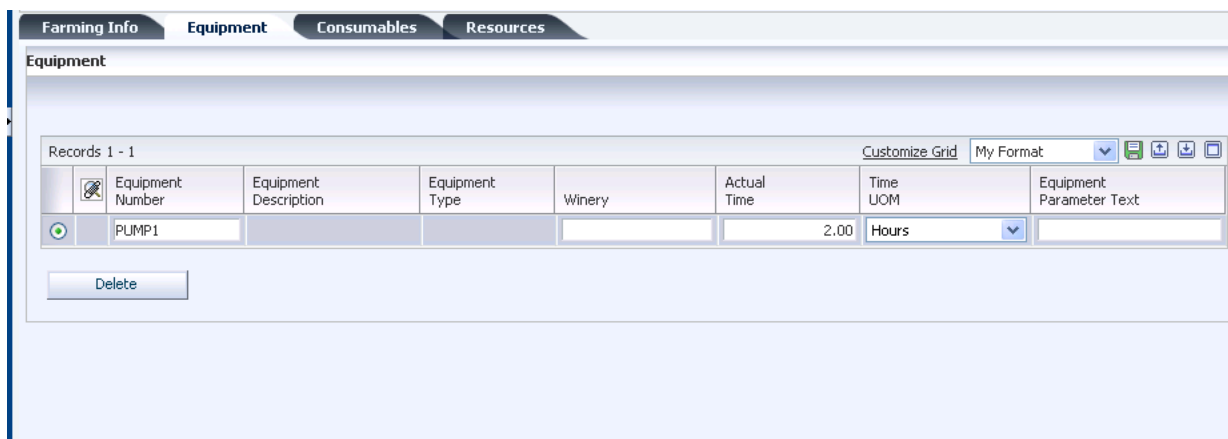 Farming Info Equipment Consumables Resources
Equipment
Records 1 - 1 Customize Grid My Format
Equipment Number Equipment Description Equipment Type Winery Actual Time Time UOM Equipment Parameter Text
PUMP1 2.00 Hours
Delete